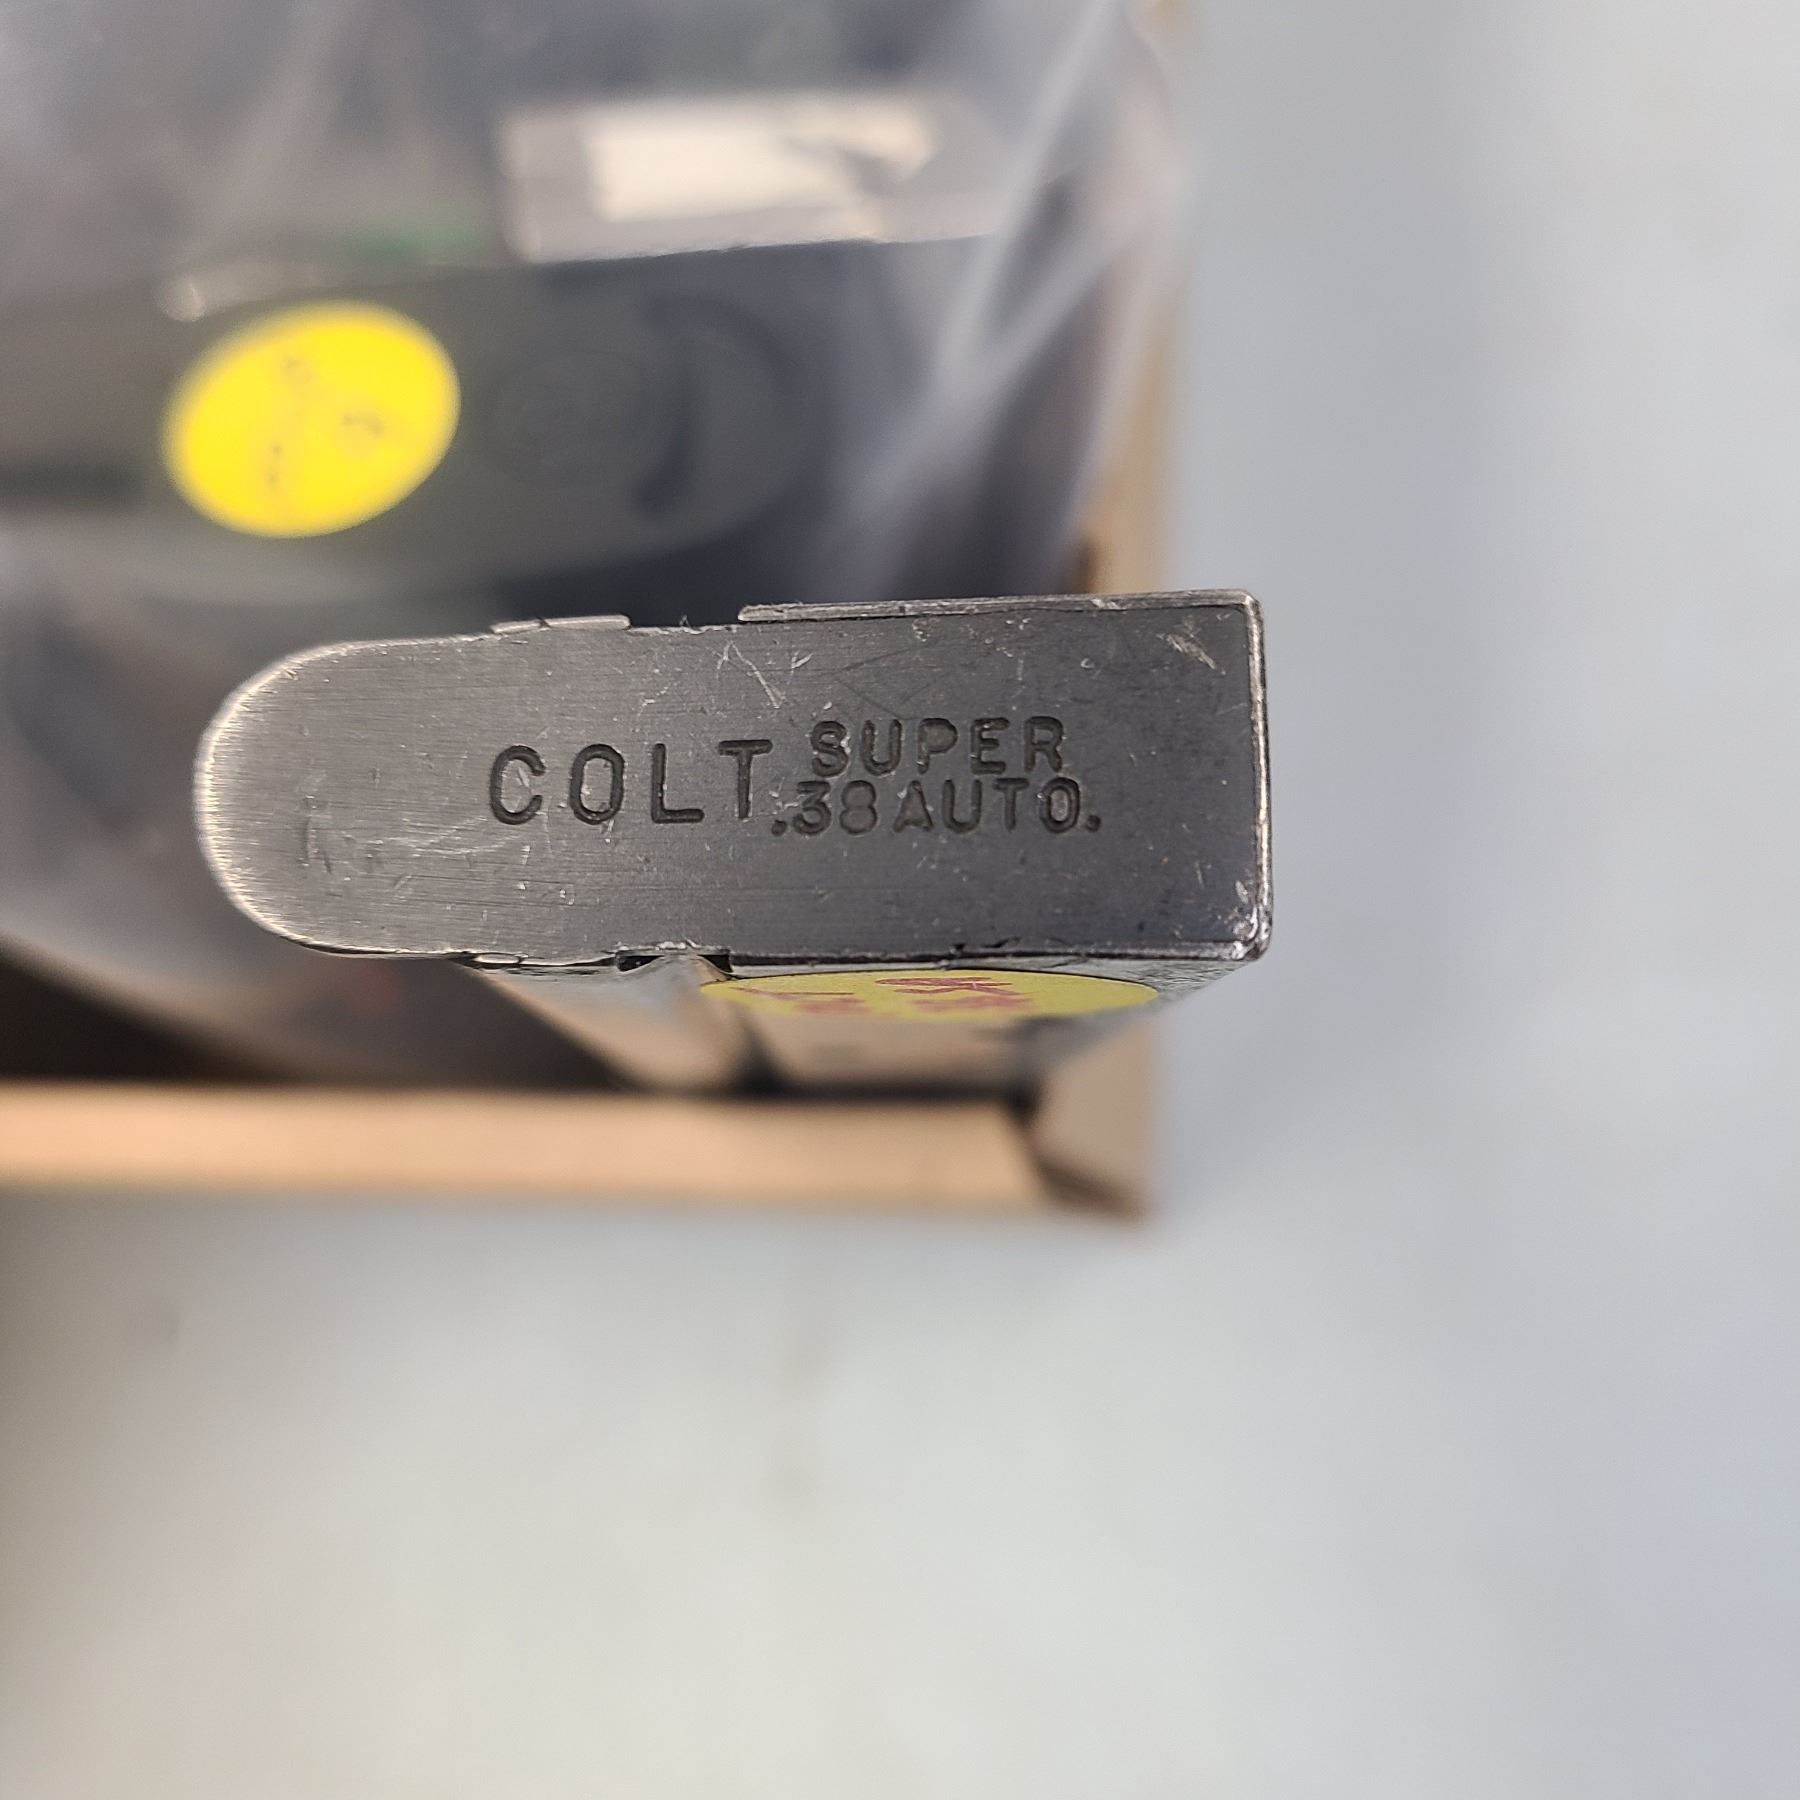 COLT SUPER
.38 AUTO.